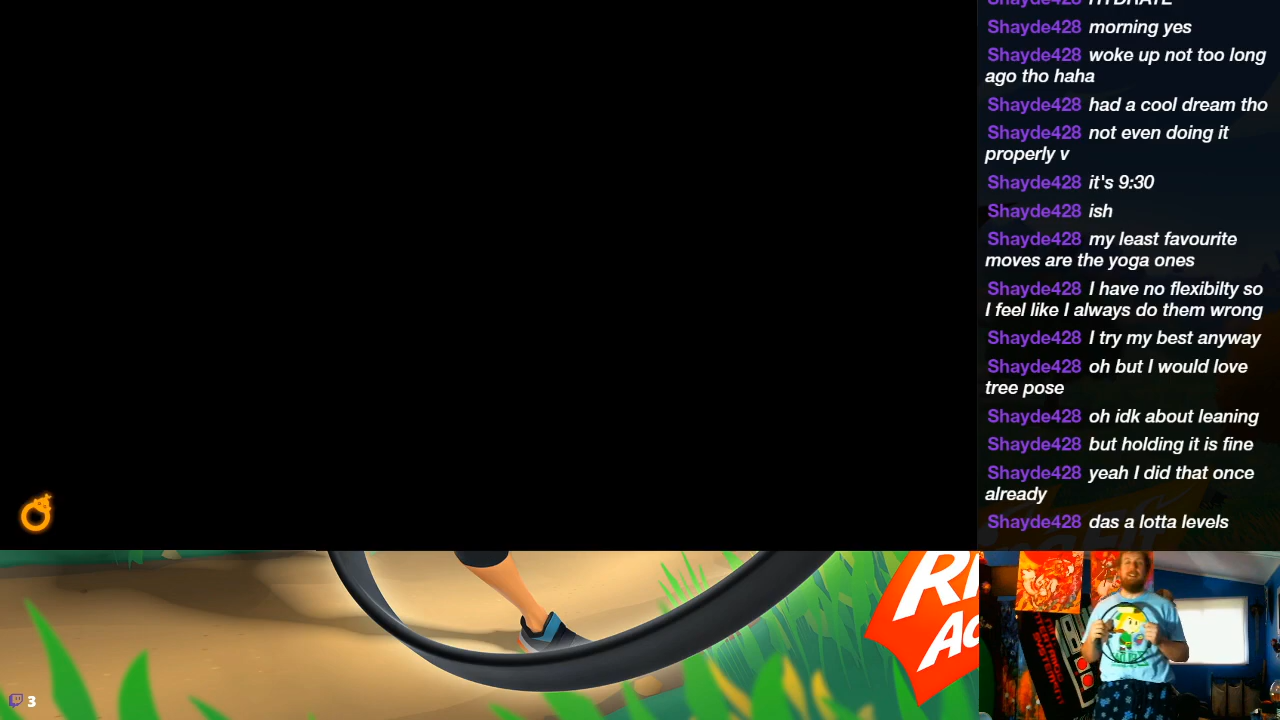 Shayde428 HYDRATE
Shayde428 morning yes
Shayde428 woke up not too long
ago tho haha
Shayde428 had a cool dream tho
Shayde428 not even doing it
properly v
Shayde428 it's 9:30
Shayde428 ish
Shayde428 my least favourite
moves are the yoga ones
Shayde428 I have no flexibilty so
I feel like I always do them wrong
Shayde428 I try my best anyway
Shayde428 oh but I would love
tree pose
Shayde428 oh idk about leaning
Shayde428 but holding it is fine
Shayde428 yeah I did that once
already
Shayde428 das a lotta levels
3